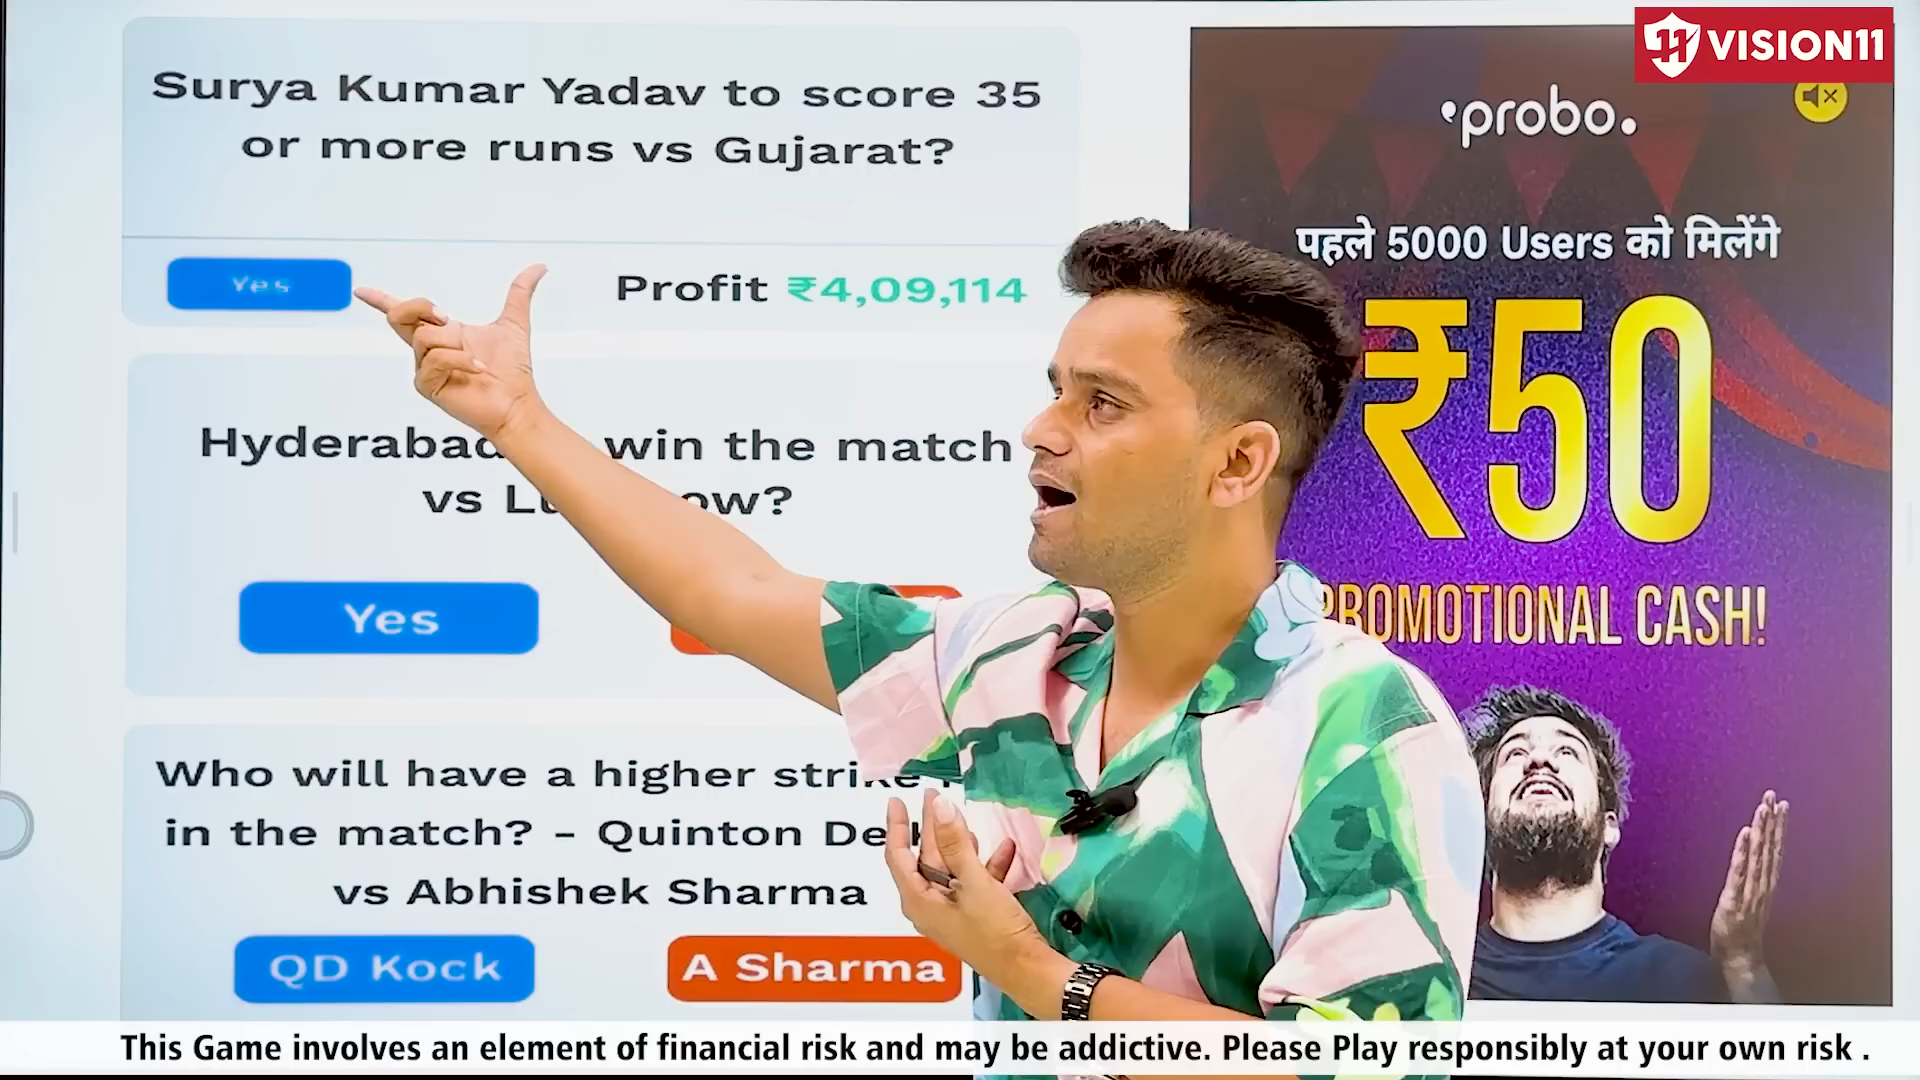 Surya Kumar Yadav to score 35
or more runs vs Gujarat?
Yes
Profit ₹4,09,114
win the match
vs
Yes
Who will have a higher
in the match? - Quinton De
vs Abhishek Sharma
QD Kock
A Sharma
VISION11
probo.
पहले 5000 Users को मिलेंगे
₹50
PROMOTIONAL CASH!
This Game involves an element of financial risk and may be addictive. Please Play responsibly at your own risk .